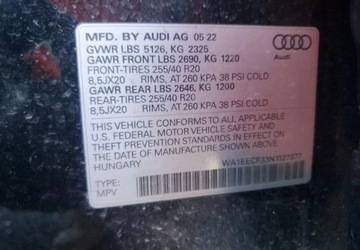 MFD. BY AUDI AG 05 22
GVWR LBS 5126, KG 2325
GAWR FRONT LBS 2690, KG 1220
FRONT-TIRES 255/40 R20
8,5JX20 RIMS, AT 260 KPA 38 PSI COLD
GAWR REAR LBS 2646, KG 1200
REAR-TIRES 255/40 R20
8,5JX20 RIMS, AT 260 KPA 38 PSI COLD
THIS VEHICLE CONFORMS TO ALL APPLICABLE
U.S. FEDERAL MOTOR VEHICLE SAFETY AND
THEFT PREVENTION STANDARDS IN EFFECT ON
THE DATE OF MANUFACTURE SHOWN ABOVE.
HUNGARY
TYPE:
MPV
Audi